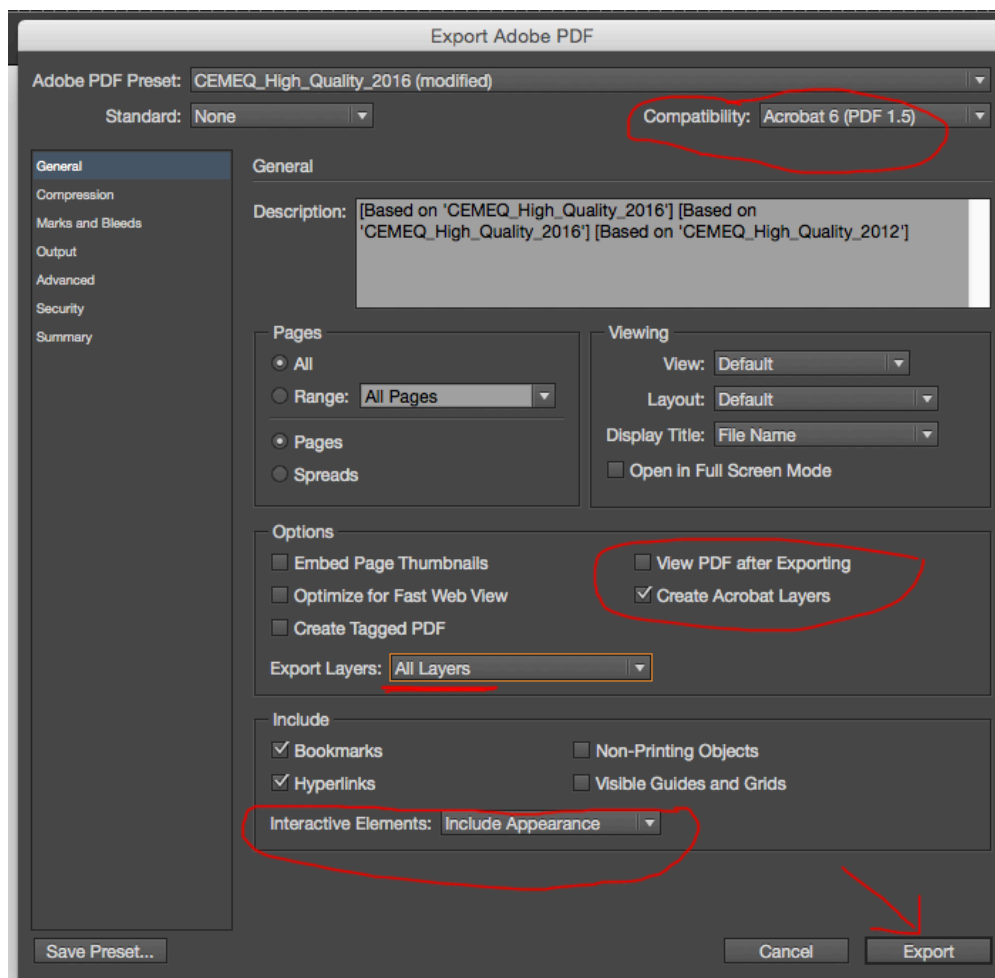 Export Adobe PDF
Adobe PDF Preset: CEMEQ_High_Quality_2016 (modified)
Standard: None
Compatibility: Acrobat 6 (PDF 1.5)
General
Compression
Marks and Bleeds
Output
Advanced
Security
Summary
General
Description: [Based on 'CEMEQ_High_Quality_2016'] [Based on
'CEMEQ_High_Quality_2016'] [Based on 'CEMEQ_High_Quality_2012']
Pages
All
Range: All Pages
Pages
Spreads
Viewing
View: Default
Layout: Default
Display Title: File Name
Open in Full Screen Mode
Options
Embed Page Thumbnails
Optimize for Fast Web View
Create Tagged PDF
View PDF after Exporting
Create Acrobat Layers
Export Layers: All Layers
Include
Bookmarks
Hyperlinks
Non-Printing Objects
Visible Guides and Grids
Interactive Elements: Include Appearance
Save Preset...
Cancel
Export